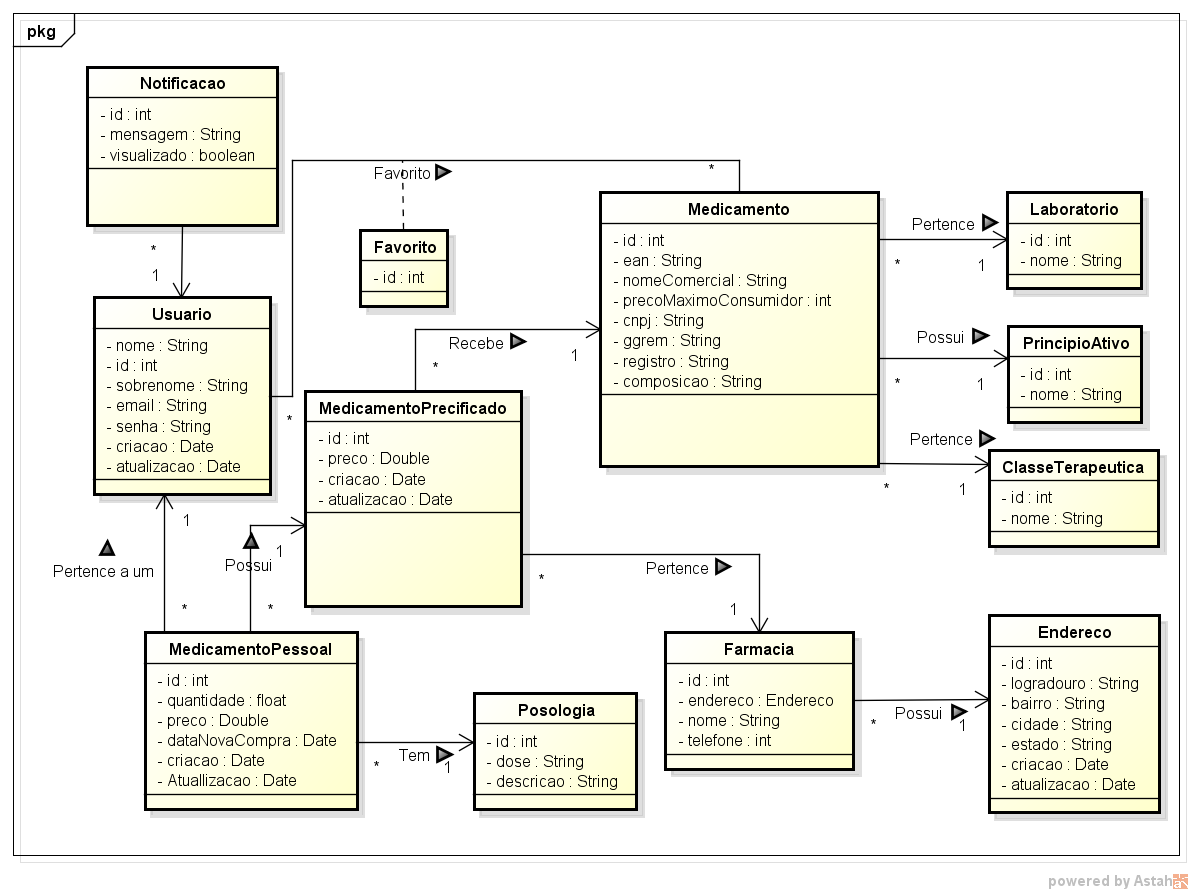 pkg
Notificacao
- id : int
- mensagem : String
- visualizado : boolean
*
1
Usuario
- nome : String
- id : int
- sobrenome : String
- email : String
- senha : String
- criacao : Date
- atualizacao : Date
*
Favorito
*
Favorito
- id : int
Medicamento
- id : int
- ean : String
- nomeComercial : String
- precoMaximoConsumidor : int
- cnpj : String
- ggrem : String
- registro : String
- composicao : String
Pertence
*
1
Laboratorio
- id : int
- nome : String
Possui
*
1
PrincipioAtivo
- id : int
- nome : String
Pertence
*
1
ClasseTerapeutica
- id : int
- nome : String
Recebe
*
1
MedicamentoPrecificado
- id : int
- preco : Double
- criacao : Date
- atualizacao : Date
1
Pertence a um
*
Possui
1
*
Pertence
*
1
MedicamentoPessoal
- id : int
- quantidade : float
- preco : Double
- dataNovaCompra : Date
- criacao : Date
- Atuallizacao : Date
Tem
*
1
Posologia
- id : int
- dose : String
- descricao : String
Farmacia
- id : int
- endereco : Endereco
- nome : String
- telefone : int
Possui
*
1
Endereco
- id : int
- logradouro : String
- bairro : String
- cidade : String
- estado : String
- criacao : Date
- atualizacao : Date
powered by Astah